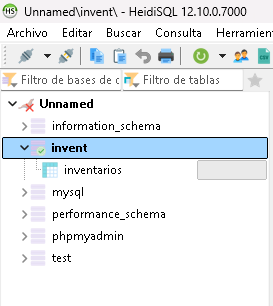 HS Unnamed\invent\ - HeidiSQL 12.10.0.7000
Archivo Editar Buscar Consulta Herramien
Filtro de bases de d Filtro de tablas
Unnamed
information_schema
invent
inventarios
mysql
performance_schema
phpmyadmin
test